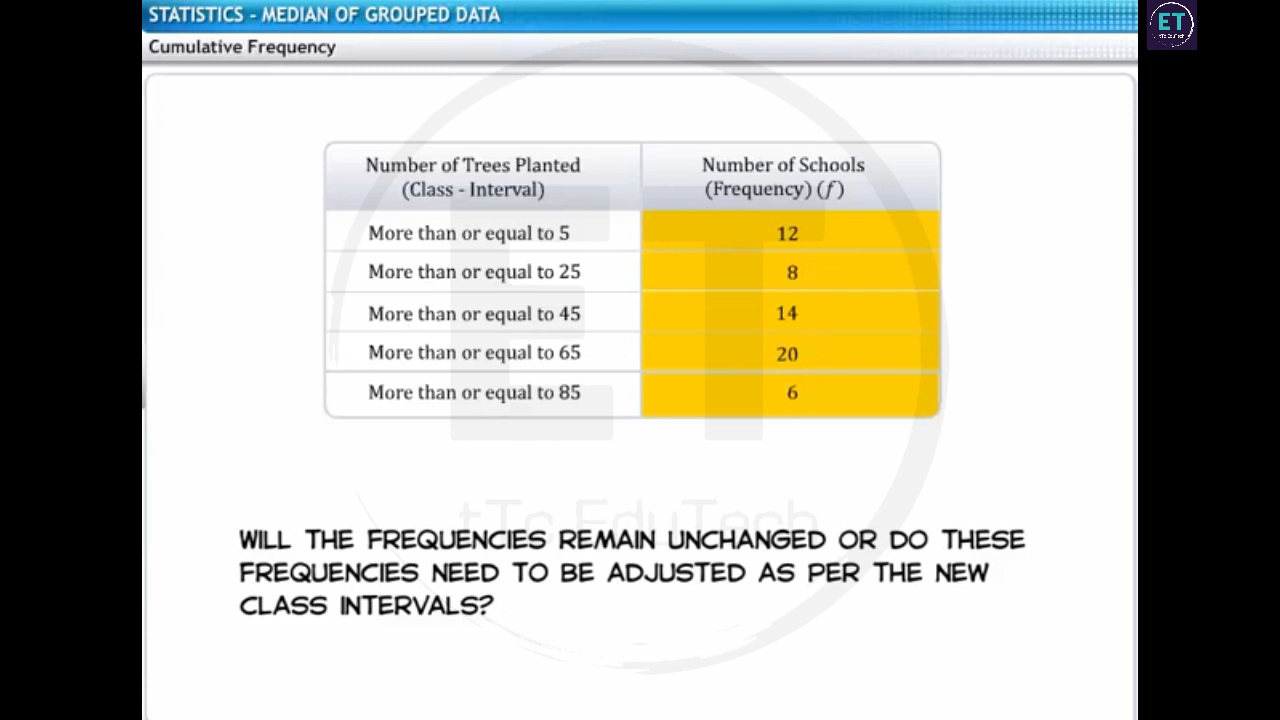 STATISTICS - MEDIAN OF GROUPED DATA
ET
Cumulative Frequency
Number of Trees Planted
(Class - Interval)
Number of Schools
(Frequency) (f)
More than or equal to 5
12
More than or equal to 25
8
More than or equal to 45
14
More than or equal to 65
20
More than or equal to 85
6
ET
tTc EduTech
WILL THE FREQUENCIES REMAIN UNCHANGED OR DO THESE
FREQUENCIES NEED TO BE ADJUSTED AS PER THE NEW
CLASS INTERVALS?